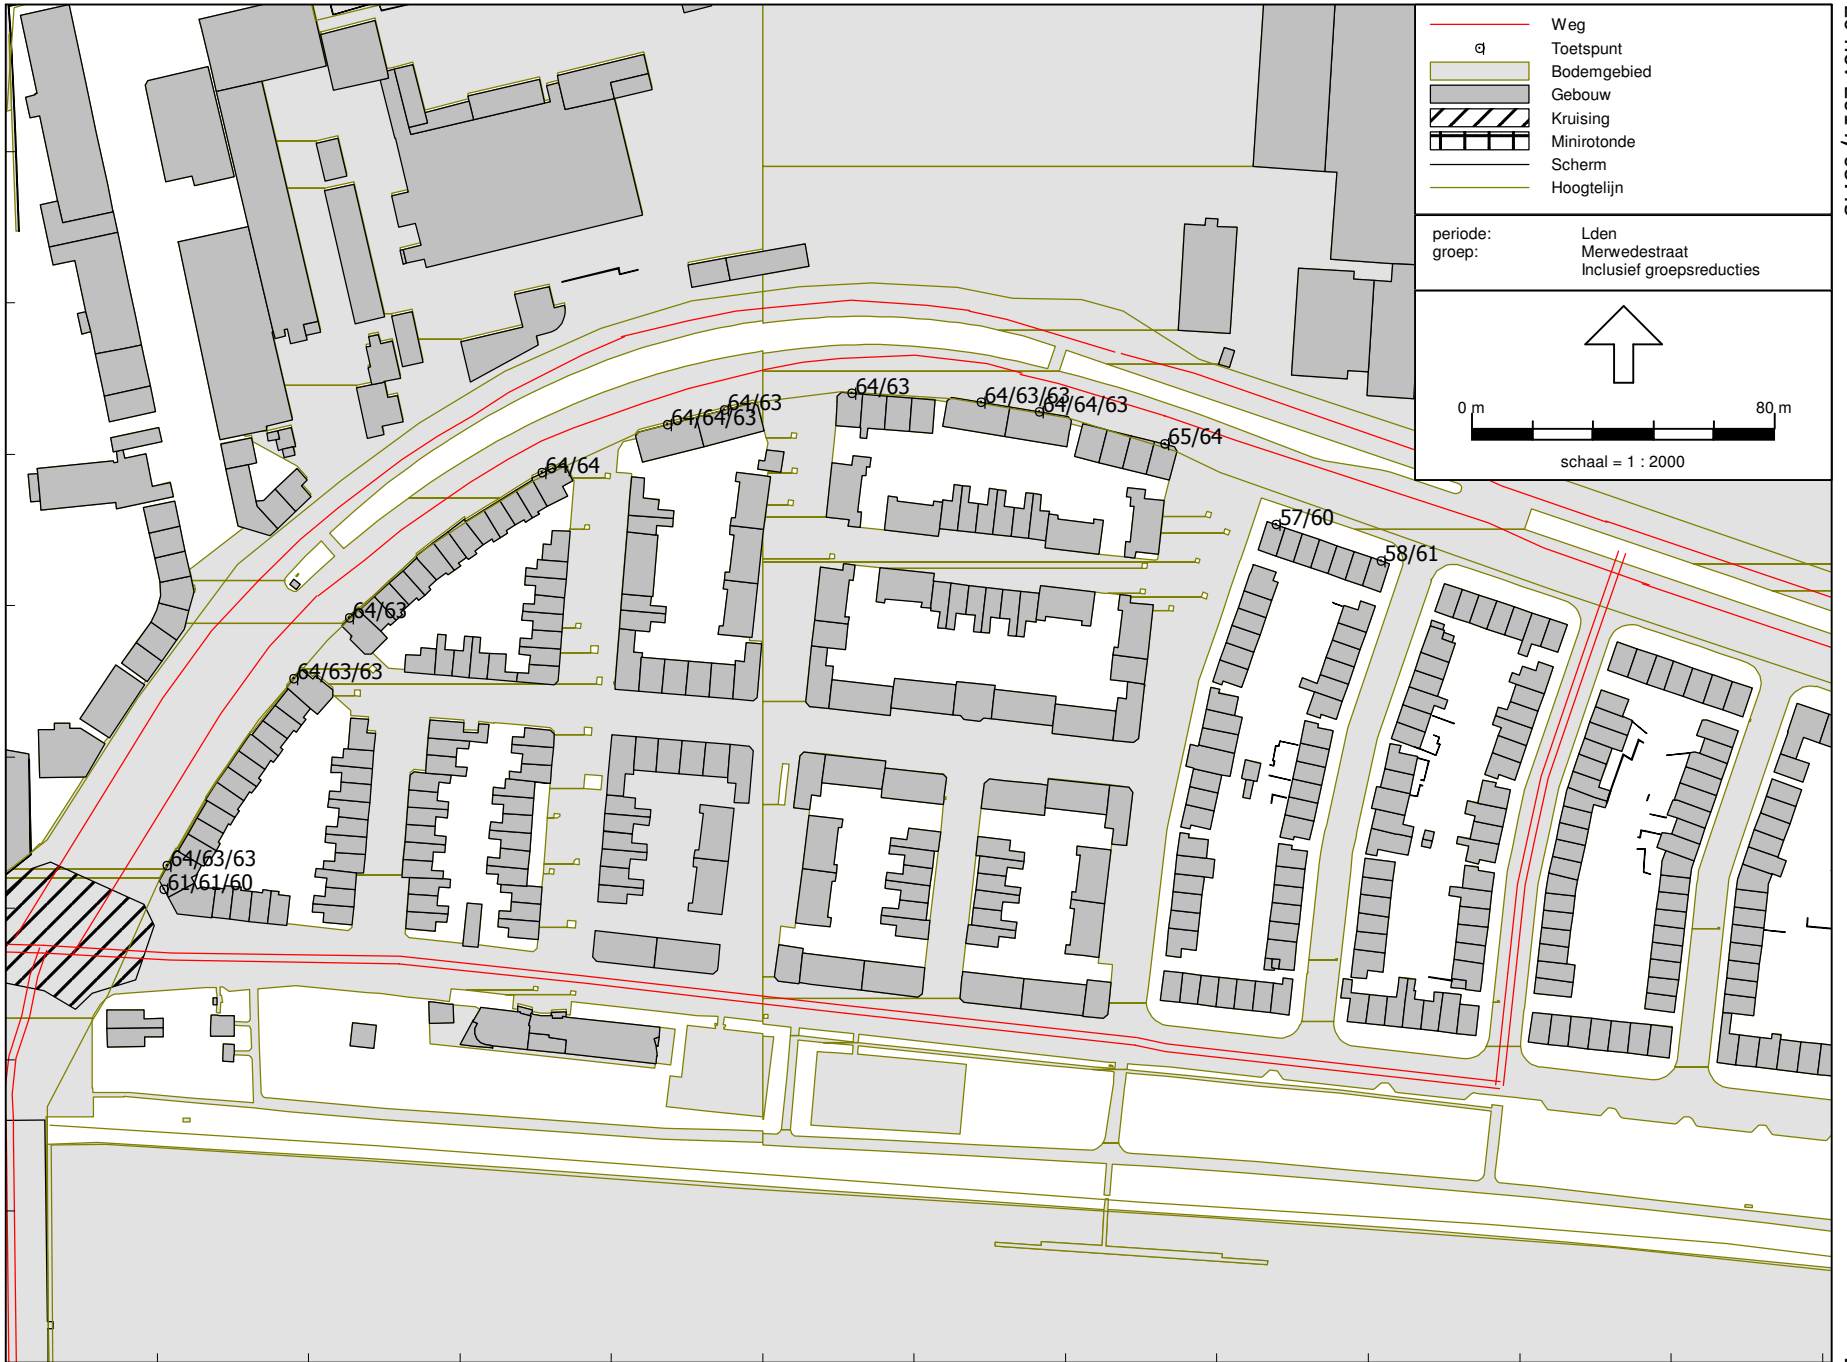 Weg
Toetspunt
Bodemgebied
Gebouw
Kruising
Minirotonde
Scherm
Hoogtelijn
periode: Lden
groep: Merwedestraat
Inclusief groepsreducties
0 m 80 m
schaal = 1 : 2000
64/63
64/63/63
64/63
64/64/63
64/64/63
65/64
64/64
57/60
58/61
64/63
64/63/63
64/63/63
61/61/60